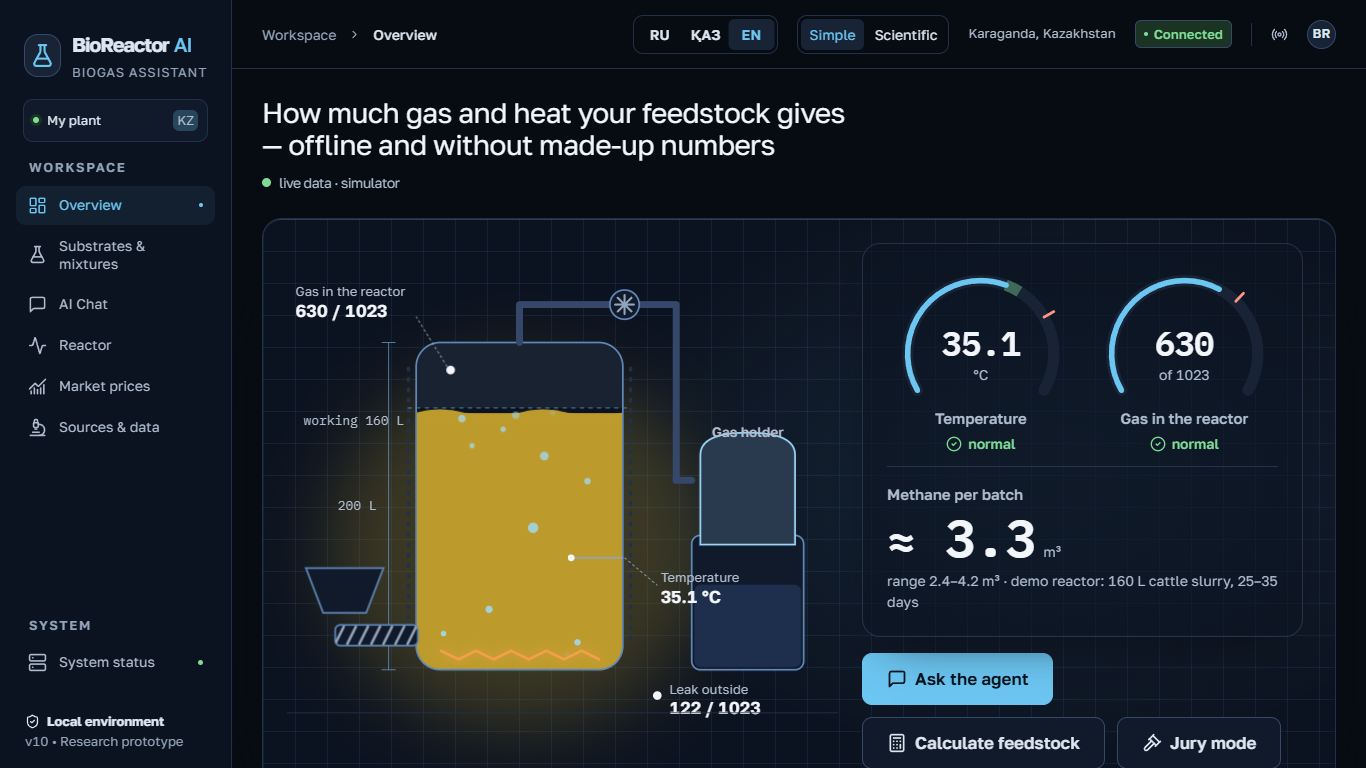 BioReactor AI
BIOGAS ASSISTANT
My plant
KZ
WORKSPACE
Overview
Substrates &
mixtures
AI Chat
Reactor
Market prices
Sources & data
SYSTEM
System status
Local environment
v10 • Research prototype
Workspace > Overview
RU ҚАЗ EN
Simple Scientific
Karaganda, Kazakhstan
Connected
BR
How much gas and heat your feedstock gives
— offline and without made-up numbers
live data · simulator
Gas in the reactor
630 / 1023
working 160 L
200 L
Gas holder
Temperature
35.1 °C
Leak outside
122 / 1023
35.1
°C
Temperature
normal
630
of 1023
Gas in the reactor
normal
Methane per batch
≈ 3.3 m³
range 2.4–4.2 m³ · demo reactor: 160 L cattle slurry, 25–35
days
Ask the agent
Calculate feedstock
Jury mode